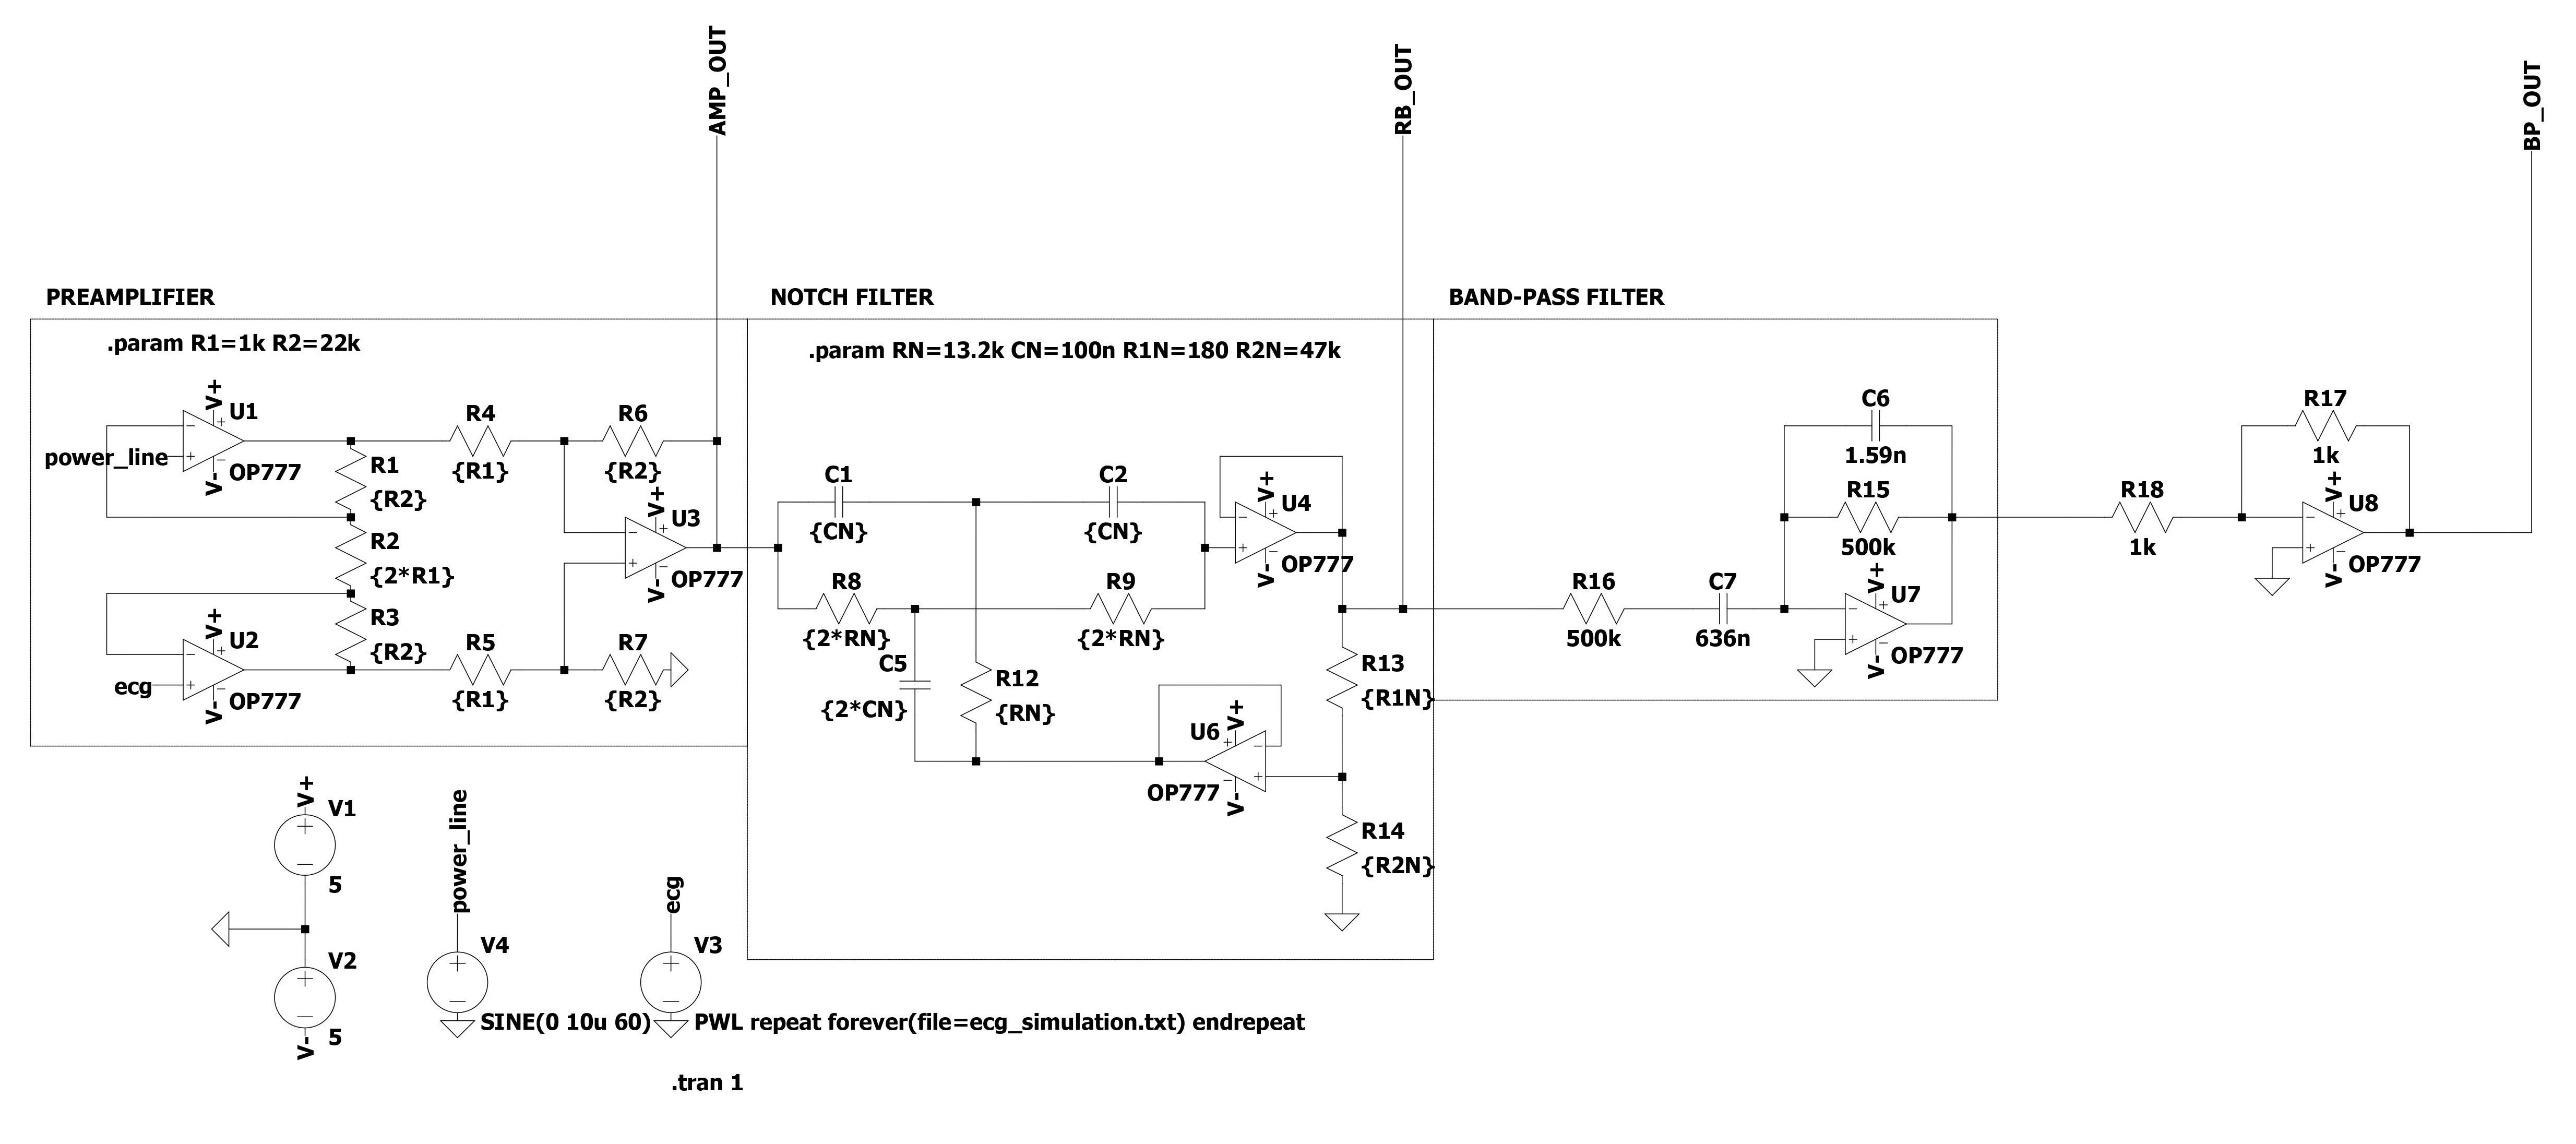 AMP_OUT
RB_OUT
BP_OUT
PREAMPLIFIER
.param R1=1k R2=22k
V+
U1
power_line
V-
OP777
R1
{R2}
R2
{2*R1}
R3
{R2}
V+
U2
ecg
V-
OP777
R4
{R1}
R6
{R2}
V+
U3
V-
OP777
R5
{R1}
R7
{R2}
NOTCH FILTER
.param RN=13.2k CN=100n R1N=180 R2N=47k
C1
{CN}
C2
{CN}
R8
{2*RN}
R9
{2*RN}
C5
{2*CN}
R12
{RN}
V+
U4
V-
OP777
V+
U6
OP777
V-
R13
{R1N}
R14
{R2N}
BAND-PASS FILTER
R16
500k
C7
636n
C6
1.59n
R15
500k
V+
U7
V-
OP777
R18
1k
R17
1k
V+
U8
V-
OP777
V+
V1
5
V2
5
V-
power_line
V4
SINE(0 10u 60)
ecg
V3
PWL repeat forever(file=ecg_simulation.txt) endrepeat
.tran 1